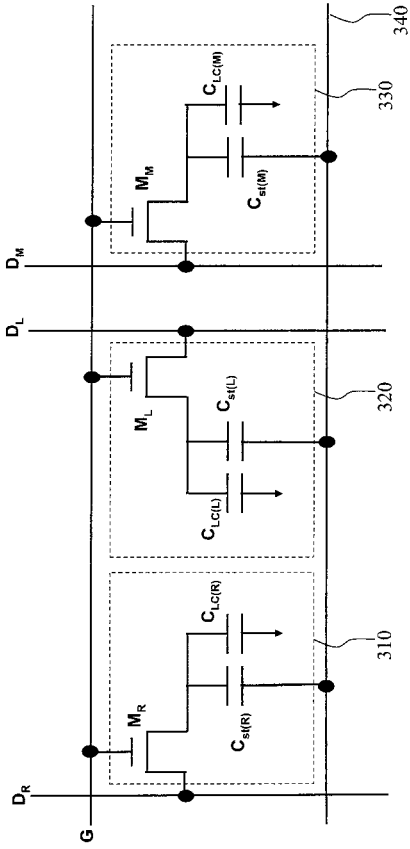 G
D_R
M_R
C_LC(R)
C_st(R)
310
D_L
M_L
C_LC(L)
C_st(L)
320
D_M
M_M
C_LC(M)
C_st(M)
330
340